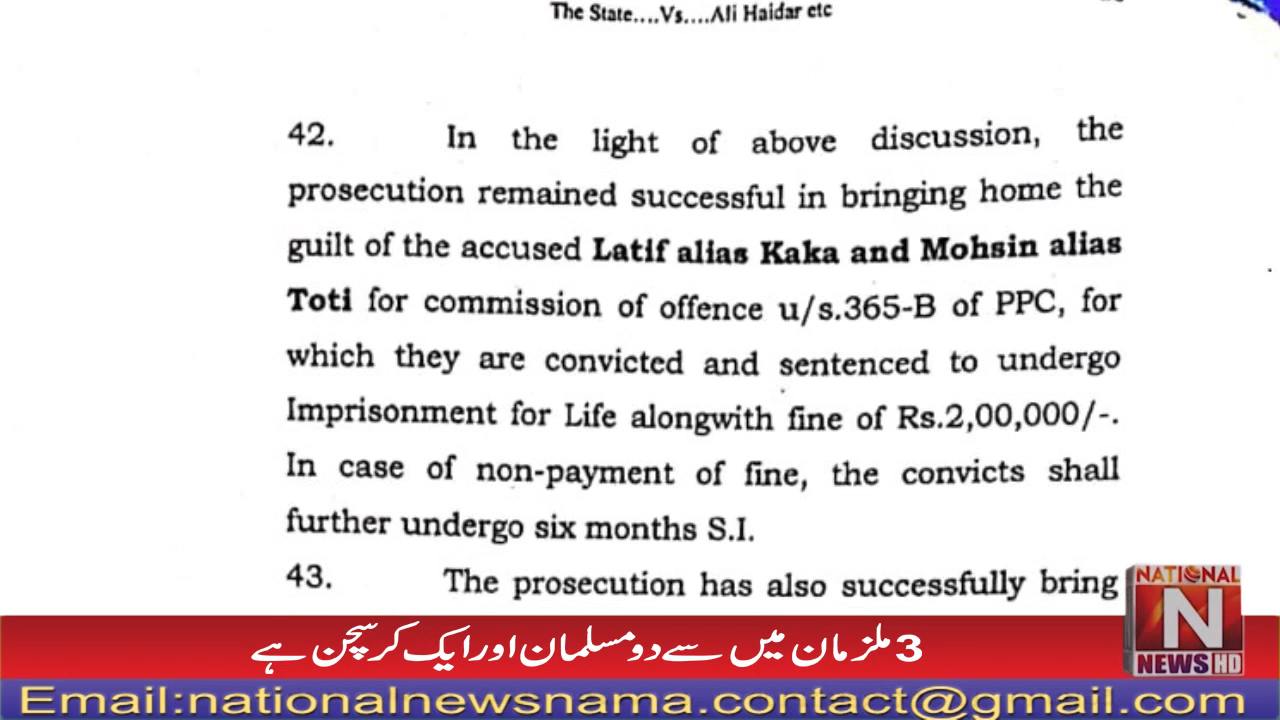 The State....Vs....Ali Haidar etc
42. In the light of above discussion, the
prosecution remained successful in bringing home the
guilt of the accused Latif alias Kaka and Mohsin alias
Toti for commission of offence u/s.365-B of PPC, for
which they are convicted and sentenced to undergo
Imprisonment for Life alongwith fine of Rs.2,00,000/-.
In case of non-payment of fine, the convicts shall
further undergo six months S.I.
43. The prosecution has also successfully bring
NATIONAL
N
NEWS HD
3 ملزمان میں سے دو مسلمان اور ایک کرسچن ہے
Email:nationalnewsnama.contact@gmail.com